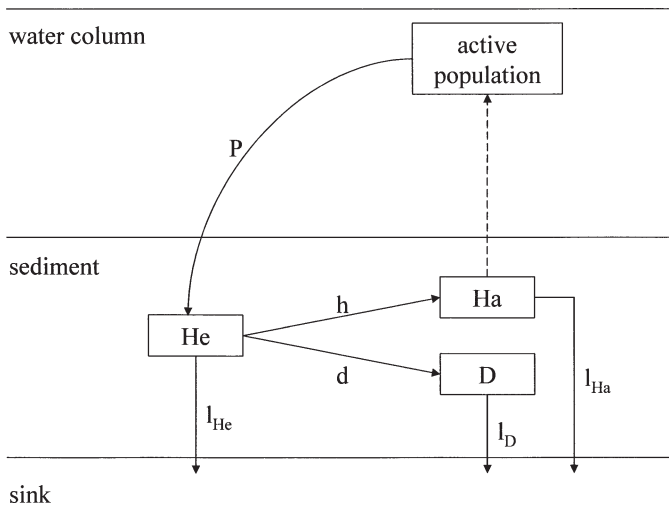 water column
active
population
P
sediment
Ha
h
He
d
D
l_Ha
l_He
l_D
sink